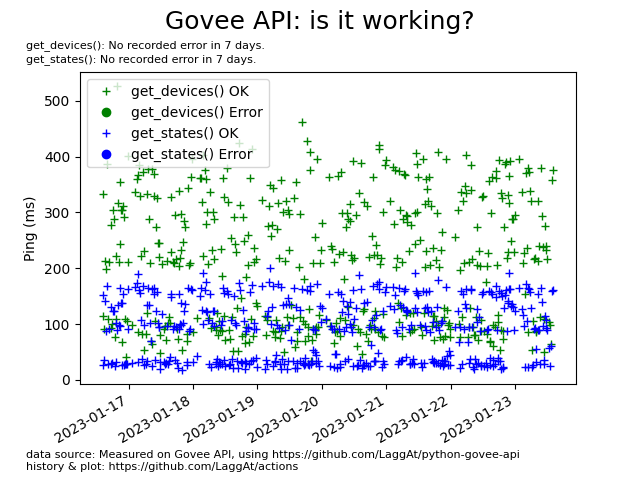 Govee API: is it working?
get_devices(): No recorded error in 7 days.
get_states(): No recorded error in 7 days.
get_devices() OK
get_devices() Error
get_states() OK
get_states() Error
Ping (ms)
500
400
300
200
100
0
2023-01-17
2023-01-18
2023-01-19
2023-01-20
2023-01-21
2023-01-22
2023-01-23
data source: Measured on Govee API, using https://github.com/LaggAt/python-govee-api
history & plot: https://github.com/LaggAt/actions